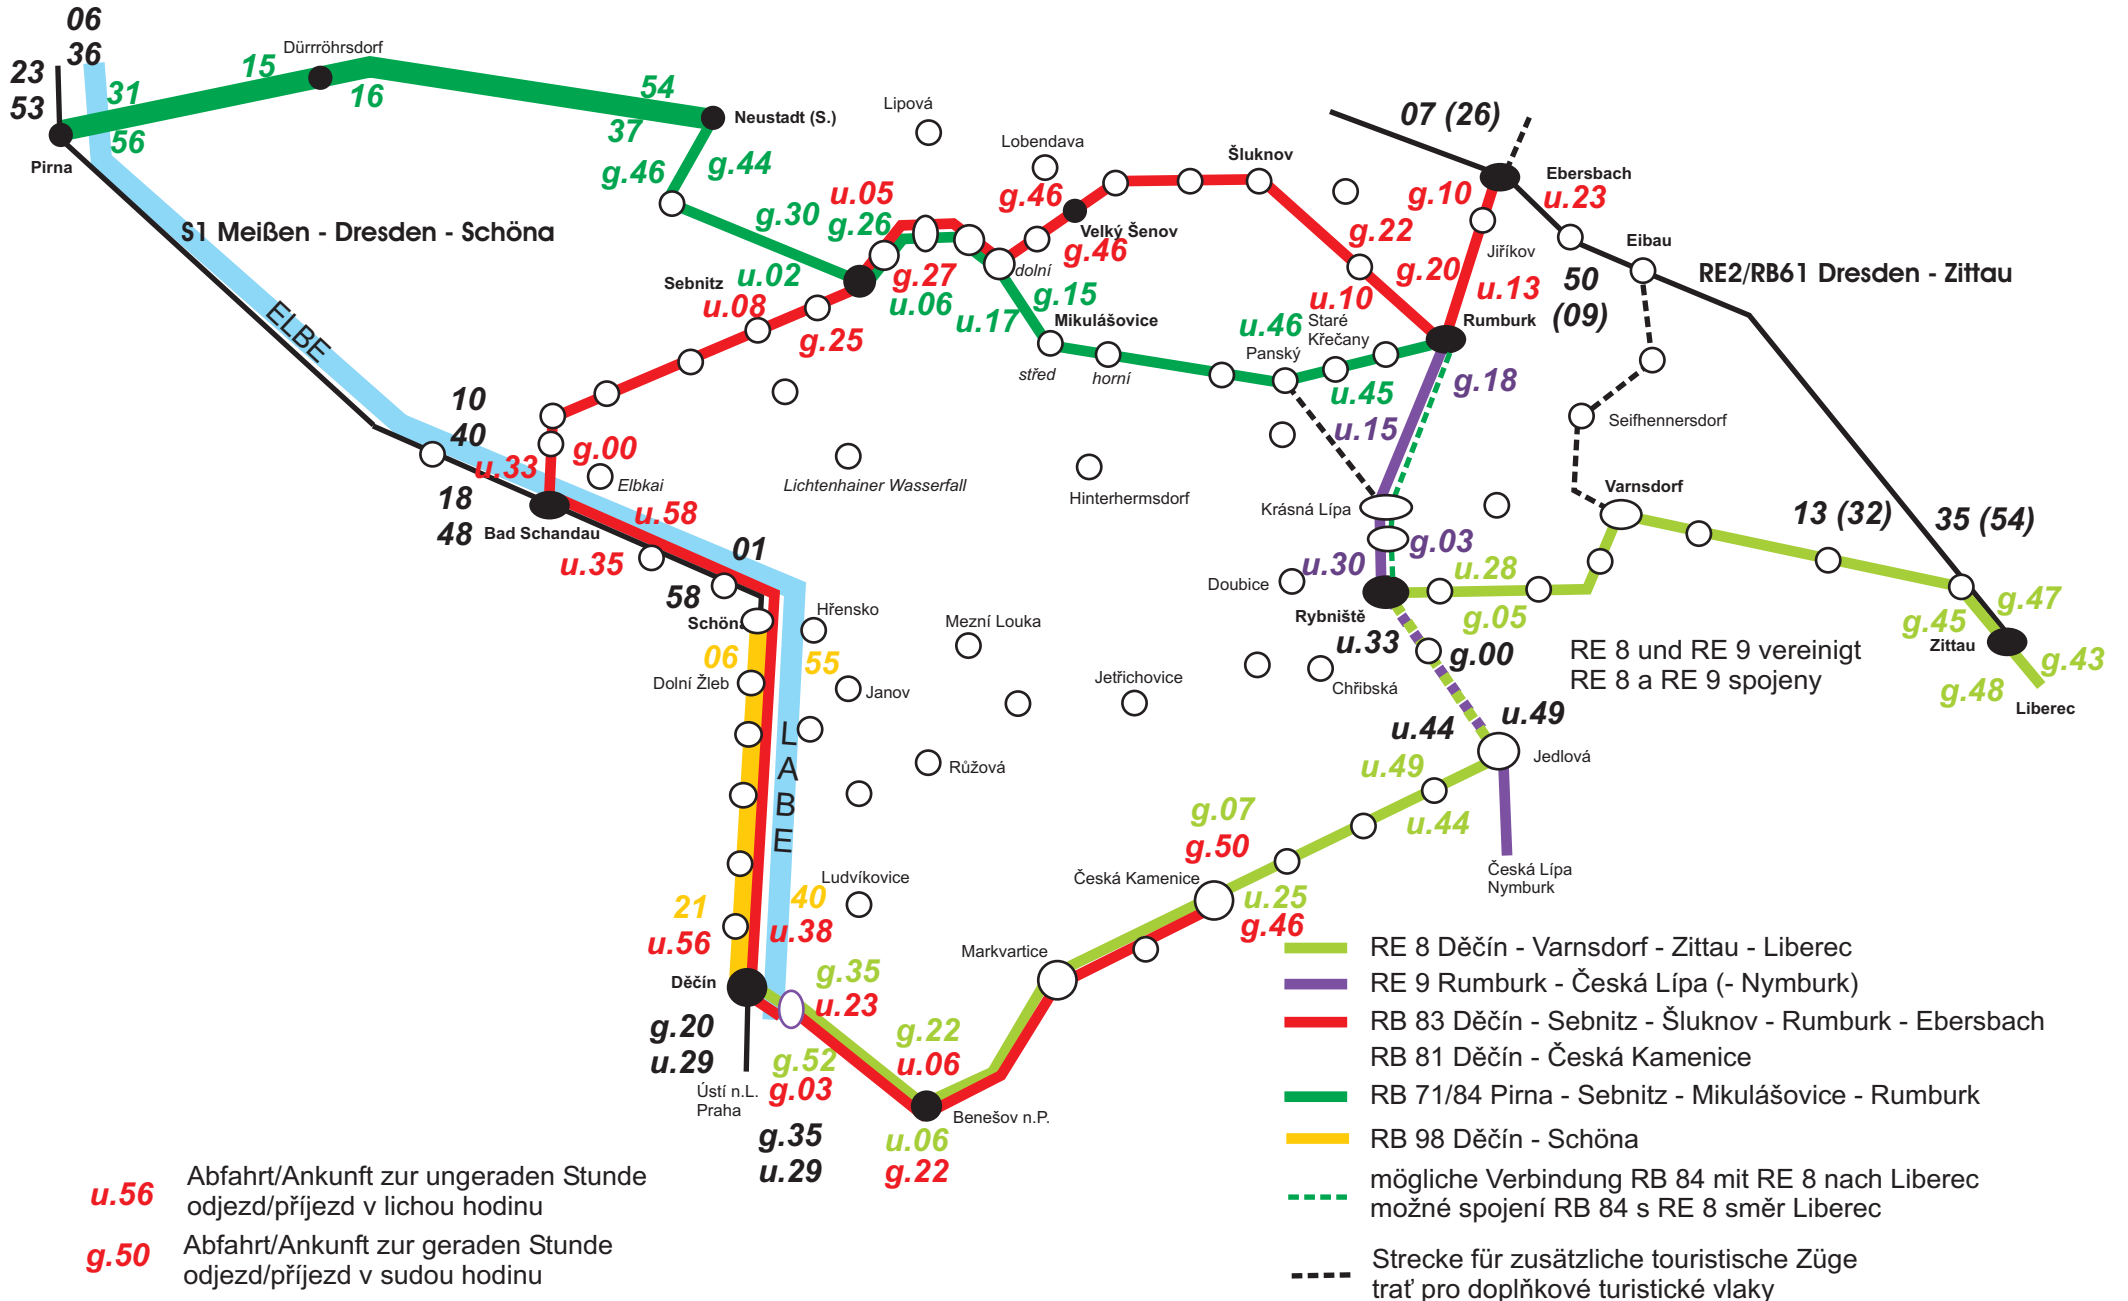 06
36
23
53
31
56
15
Dürrröhrsdorf
16
54
37
Neustadt (S.)
Pirna
g.46
g.44
S1 Meißen - Dresden - Schöna
ELBE
g.30
u.02
Sebnitz
u.08
g.25
u.05
g.26
g.27
u.06
u.17
Lipová
Lobendava
g.46
Velký Šenov
g.46
dolní
g.15
Mikulášovice
střed
horní
Šluknov
g.22
u.10
07 (26)
Ebersbach
g.10
u.23
Jiříkov
g.20
u.13
Rumburk
Eibau
50
(09)
RE2/RB61 Dresden - Zittau
u.46
Staré
Křečany
Panský
u.45
g.18
u.15
Seifhennersdorf
Varnsdorf
13 (32)
35 (54)
10
40
u.33
g.00
Elbkai
18
48
Bad Schandau
u.58
u.35
01
58
Schöna
Lichtenhainer Wasserfall
Hinterhermsdorf
Krásná Lípa
g.03
u.30
Doubice
Rybniště
u.28
g.05
u.33
g.00
Chřibská
g.45
g.47
Zittau
g.43
g.48
Liberec
RE 8 und RE 9 vereinigt
RE 8 a RE 9 spojeny
Hřensko
06
55
Dolní Žleb
Janov
Mezní Louka
Jetřichovice
Růžová
LABE
u.44
u.49
Jedlová
u.49
u.44
Česká Lípa
Nymburk
g.07
g.50
Česká Kamenice
u.25
g.46
Ludvíkovice
21
40
u.56
u.38
Markvartice
Děčín
g.35
u.23
g.20
u.29
Ústí n.L.
Praha
g.52
g.03
g.35
u.29
g.22
u.06
Benešov n.P.
u.06
g.22
RE 8 Děčín - Varnsdorf - Zittau - Liberec
RE 9 Rumburk - Česká Lípa (- Nymburk)
RB 83 Děčín - Sebnitz - Šluknov - Rumburk - Ebersbach
RB 81 Děčín - Česká Kamenice
RB 71/84 Pirna - Sebnitz - Mikulášovice - Rumburk
RB 98 Děčín - Schöna
mögliche Verbindung RB 84 mit RE 8 nach Liberec
možné spojení RB 84 s RE 8 směr Liberec
Strecke für zusätzliche touristische Züge
trať pro doplňkové turistické vlaky
u.56
Abfahrt/Ankunft zur ungeraden Stunde
odjezd/příjezd v lichou hodinu
g.50
Abfahrt/Ankunft zur geraden Stunde
odjezd/příjezd v sudou hodinu